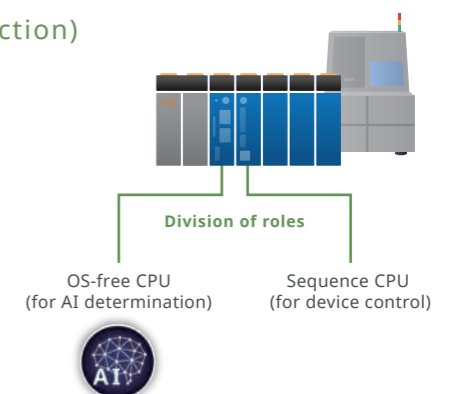 ction)
Division of roles
OS-free CPU
(for AI determination)
Sequence CPU
(for device control)
AI